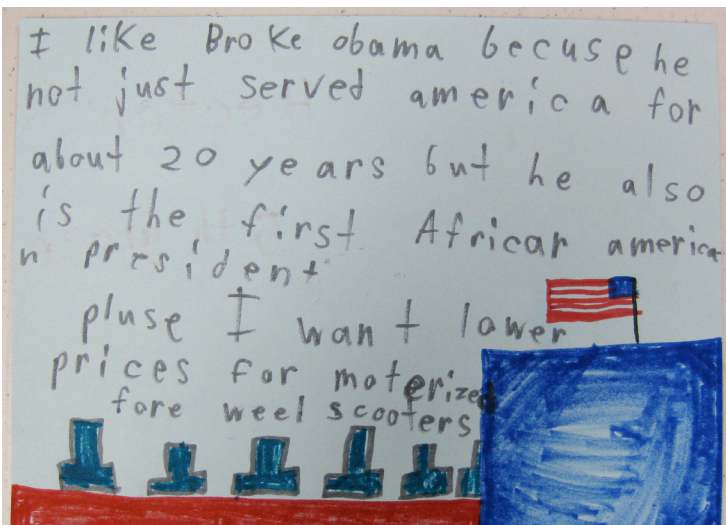 I like Broke obama becuse he
not just served america for
about 20 years but he also
is the first African america
n president
pluse I want lower
prices for moterized
fore weel scooters